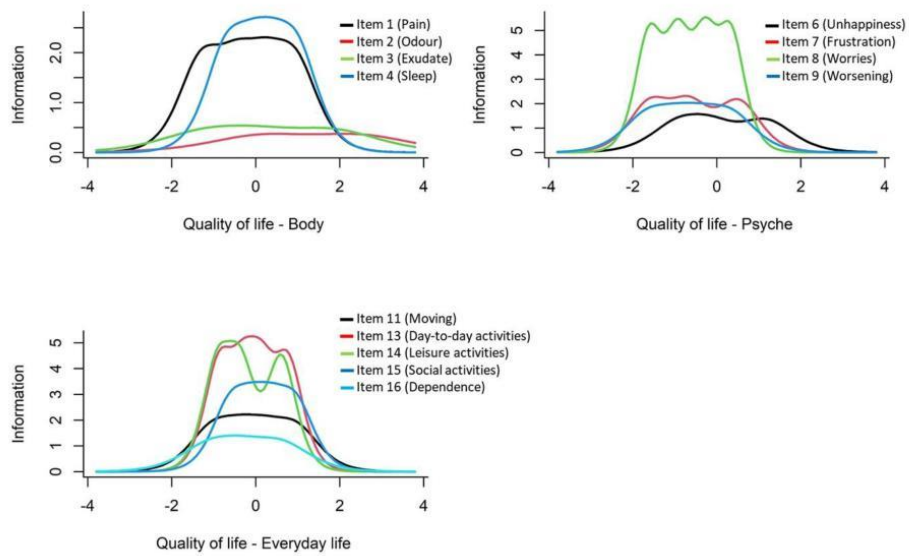 Information
2.0
1.0
0.0
-4
-2
0
2
4
Quality of life - Body
Item 1 (Pain)
Item 2 (Odour)
Item 3 (Exudate)
Item 4 (Sleep)
Information
5
4
3
2
1
0
-4
-2
0
2
4
Quality of life - Psyche
Item 6 (Unhappiness)
Item 7 (Frustration)
Item 8 (Worries)
Item 9 (Worsening)
Information
5
4
3
2
1
0
-4
-2
0
2
4
Quality of life - Everyday life
Item 11 (Moving)
Item 13 (Day-to-day activities)
Item 14 (Leisure activities)
Item 15 (Social activities)
Item 16 (Dependence)